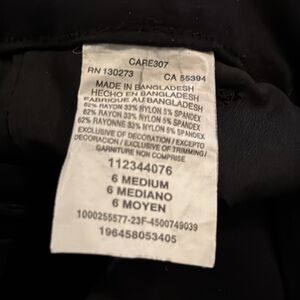 CARE307
RN 130273 CA 55394
MADE IN BANGLADESH
HECHO EN BANGLADESH
FABRIQUE AU BANGLADESH
62% RAYON 33% NYLON 5% SPANDEX
62% RAYON 33% NYLON 5% SPANDEX
62% RAYONNE 33% NYLON 5% SPANDEX
EXCLUSIVE OF DECORATION / EXCEPTO
DECORACION / EXCLUSIVE OF TRIMMING/
GARNITURE NON COMPRISE
112344076
6 MEDIUM
6 MEDIANO
6 MOYEN
1000255577-23F-4500749039
196458053405